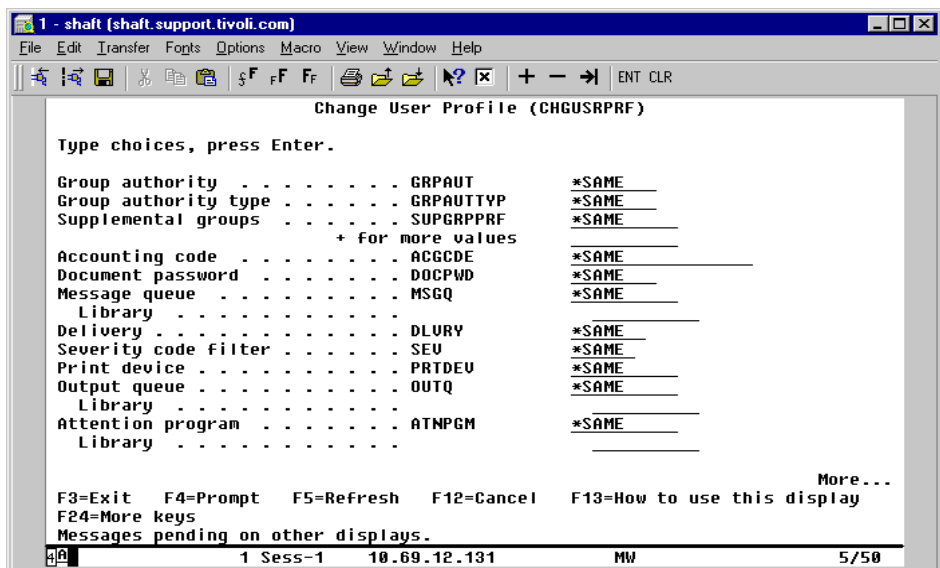 1 - shaft (shaft.support.tivoli.com)
File Edit Transfer Fonts Options Macro View Window Help
ENT CLR
Change User Profile (CHGUSRPRF)
Type choices, press Enter.
Group authority . . . . . . . . GRPAUT *SAME
Group authority type . . . . . . GRPAUTTYP *SAME
Supplemental groups . . . . . . SUPGRPPRF *SAME
+ for more values
Accounting code . . . . . . . . ACGCDE *SAME
Document password . . . . . . . DOCPWD *SAME
Message queue . . . . . . . . . MSGQ *SAME
Library . . . . . . . . . . .
Delivery . . . . . . . . . . . . DLVRY *SAME
Severity code filter . . . . . . SEV *SAME
Print device . . . . . . . . . . PRTDEV *SAME
Output queue . . . . . . . . . . OUTQ *SAME
Library . . . . . . . . . . .
Attention program . . . . . . . ATNPGM *SAME
Library . . . . . . . . . . .
More...
F3=Exit F4=Prompt F5=Refresh F12=Cancel F13=How to use this display
F24=More keys
Messages pending on other displays.
4A 1 Sess-1 10.69.12.131 MW 5/50